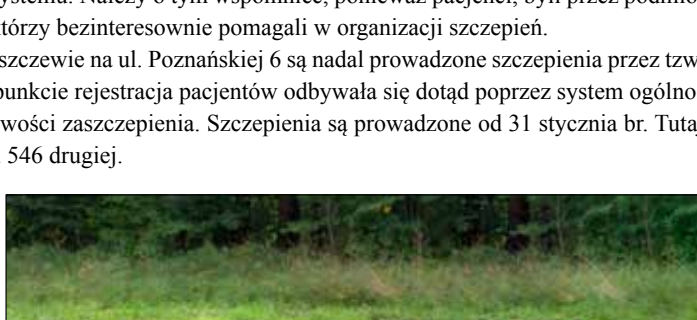 Należy o tym wspomnieć, ponieważ pacjenci, byli przez
którzy bezinteresownie pomagali w organizacji szczepień.
na ul. Poznańskiej 6 są nadal prowadzone szczepienia przez tzw
punkcie rejestracja pacjentów odbywała się dotąd poprzez system ogólno
wości zaszczepienia. Szczepienia są prowadzone od 31 stycznia br. Tutaj
546 drugiej.